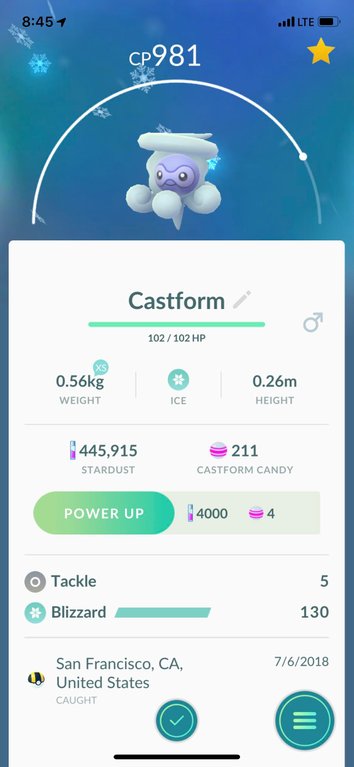 8:45 LTE
CP981
Castform
102 / 102 HP
XS
0.56kg 0.26m
WEIGHT ICE HEIGHT
445,915 211
STARDUST CASTFORM CANDY
POWER UP 4000 4
Tackle 5
Blizzard 130
San Francisco, CA, 7/6/2018
United States
CAUGHT